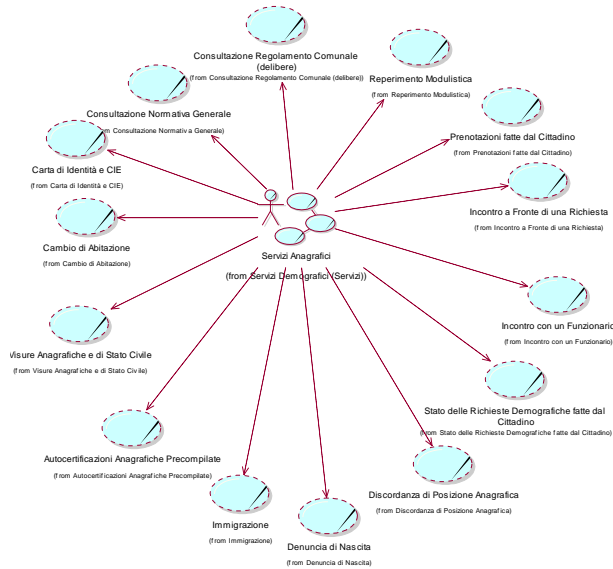 Consultazione Regolamento Comunale
(delibere)
(from Consultazione Regolamento Comunale (delibere))
Reperimento Modulistica
(from Reperimento Modulistica)
Consultazione Normativa Generale
om Consultazione Normativa Generale)
Prenotazioni fatte dal Cittadino
(from Prenotazioni fatte dal Cittadino)
Carta di Identità e CIE
(from Carta di Identità e CIE)
Incontro a Fronte di una Richiesta
(from Incontro a Fronte di una Richiesta)
Cambio di Abitazione
(from Cambio di Abitazione)
Servizi Anagrafici
(from Servizi Demografici (Servizi))
Incontro con un Funzionario
(from Incontro con un Funzionario)
Visure Anagrafiche e di Stato Civile
(from Visure Anagrafiche e di Stato Civile)
Stato delle Richieste Demografiche fatte dal
Cittadino
(from Stato delle Richieste Demografiche fatte dal Cittadino)
Autocertificazioni Anagrafiche Precompilate
(from Autocertificazioni Anagrafiche Precompilate)
Discordanza di Posizione Anagrafica
(from Discordanza di Posizione Anagrafica)
Immigrazione
(from Immigrazione)
Denuncia di Nascita
(from Denuncia di Nascita)